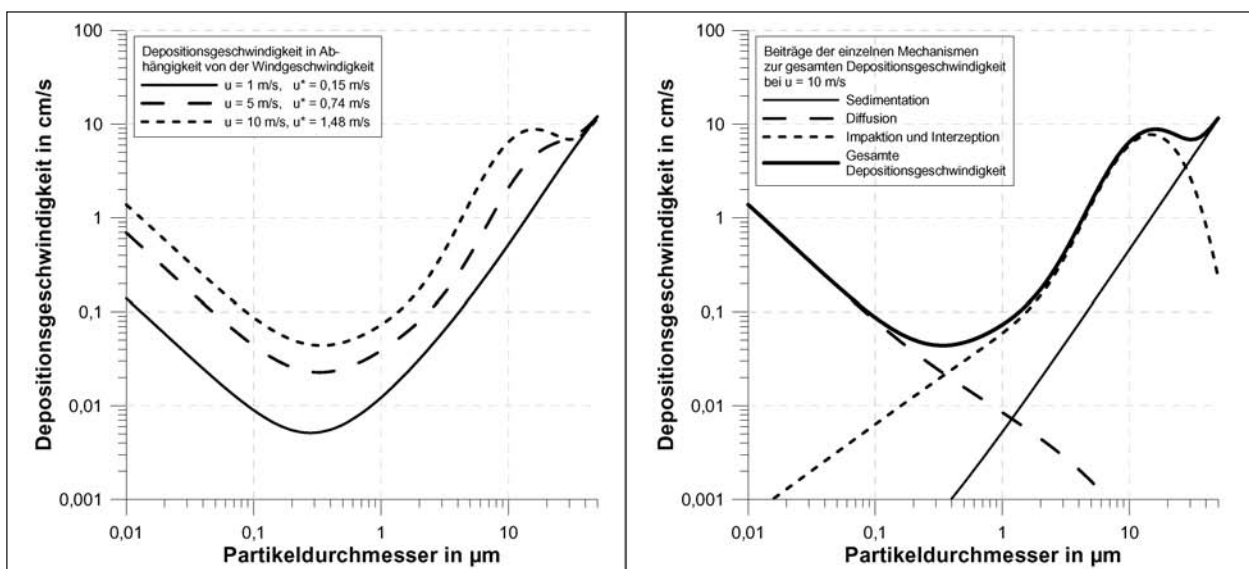 Depositionsgeschwindigkeit in cm/s
100
10
1
0,1
0,01
0,001
Depositionsgeschwindigkeit in Ab-
hängigkeit von der Windgeschwindigkeit
u = 1 m/s, u* = 0,15 m/s
u = 5 m/s, u* = 0,74 m/s
u = 10 m/s, u* = 1,48 m/s
0,01 0,1 1 10
Partikeldurchmesser in µm
Depositionsgeschwindigkeit in cm/s
100
10
1
0,1
0,01
0,001
Beiträge der einzelnen Mechanismen
zur gesamten Depositionsgeschwindigkeit
bei u = 10 m/s
Sedimentation
Diffusion
Impaktion und Interzeption
Gesamte
Depositionsgeschwindigkeit
0,01 0,1 1 10
Partikeldurchmesser in µm